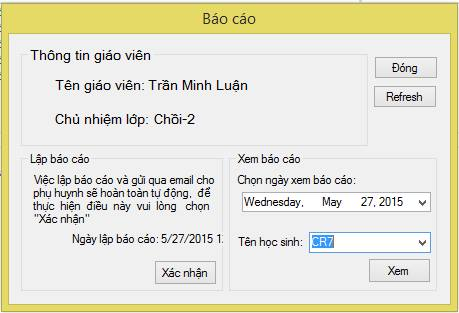 Báo cáo
Thông tin giáo viên
Tên giáo viên: Trần Minh Luận
Chủ nhiệm lớp: Chồi-2
Đóng
Refresh
Lập báo cáo
Việc lập báo cáo và gửi qua email cho
phụ huynh sẽ hoàn toàn tự động, để
thực hiện điều này vui lòng chọn
"Xác nhận"
Ngày lập báo cáo: 5/27/2015 1
Xác nhận
Xem báo cáo
Chọn ngày xem báo cáo:
Wednesday, May 27, 2015
Tên học sinh: CR7
Xem